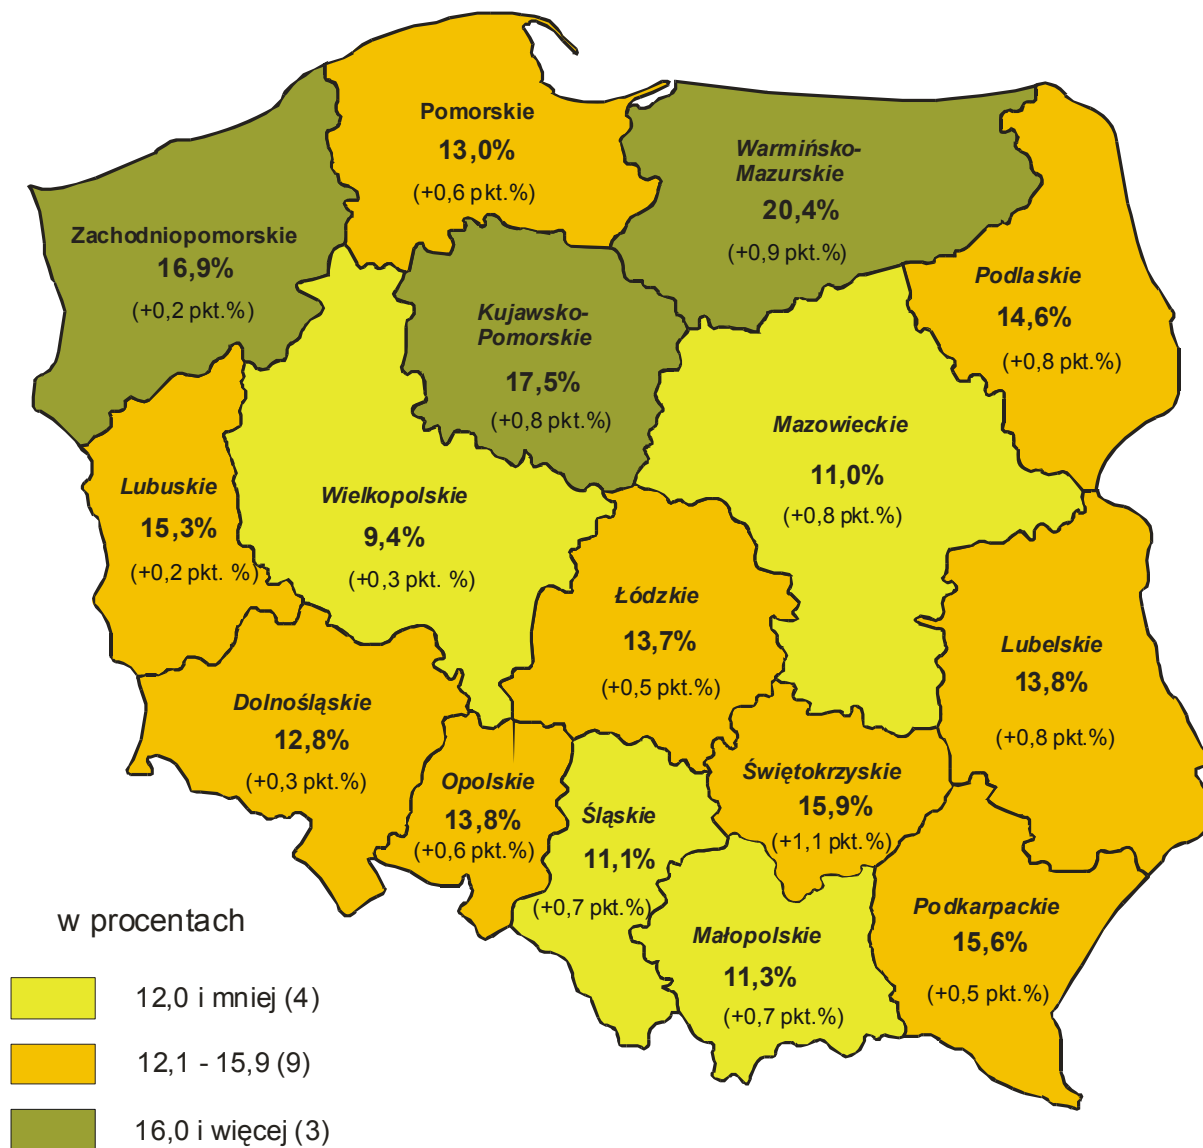 Pomorskie
13,0%
(+0,6 pkt.%)
Warmińsko-
Mazurskie
20,4%
(+0,9 pkt.%)
Zachodniopomorskie
16,9%
(+0,2 pkt.%)
Kujawsko-
Pomorskie
17,5%
(+0,8 pkt.%)
Podlaskie
14,6%
(+0,8 pkt.%)
Mazowieckie
11,0%
(+0,8 pkt.%)
Lubuskie
15,3%
(+0,2 pkt. %)
Wielkopolskie
9,4%
(+0,3 pkt. %)
Łódzkie
13,7%
(+0,5 pkt.%)
Lubelskie
13,8%
(+0,8 pkt.%)
Dolnośląskie
12,8%
(+0,3 pkt.%)
Opolskie
13,8%
(+0,6 pkt.%)
Śląskie
11,1%
(+0,7 pkt.%)
Świętokrzyskie
15,9%
(+1,1 pkt.%)
Małopolskie
11,3%
(+0,7 pkt.%)
Podkarpackie
15,6%
(+0,5 pkt.%)
w procentach
12,0 i mniej (4)
12,1 - 15,9 (9)
16,0 i więcej (3)